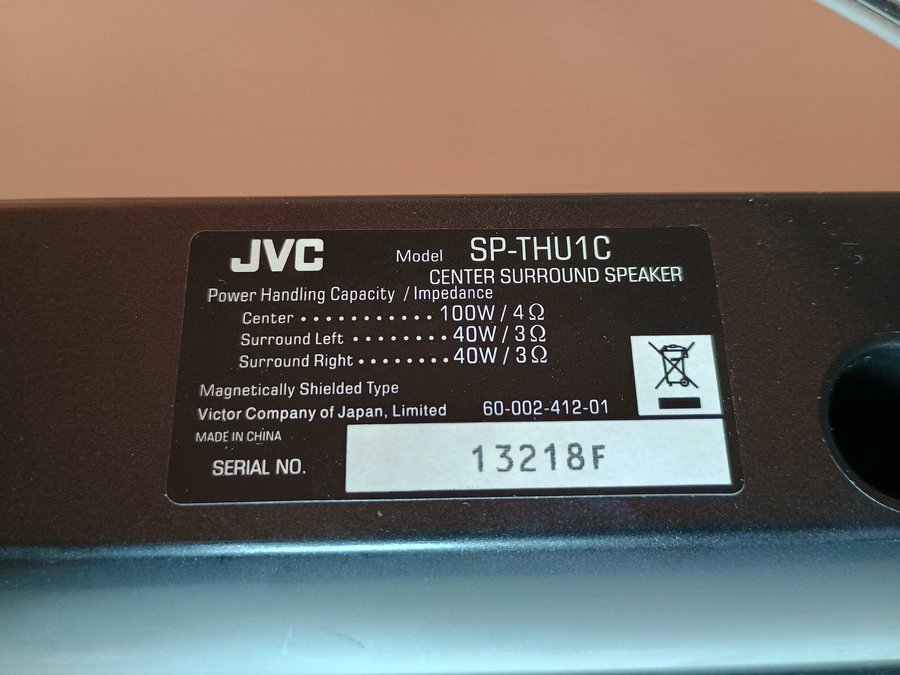 JVC Model SP-THU1C
CENTER SURROUND SPEAKER
Power Handling Capacity / Impedance
Center ........... 100W / 4Ω
Surround Left ........ 40W / 3Ω
Surround Right ........ 40W / 3Ω
Magnetically Shielded Type
Victor Company of Japan, Limited 60-002-412-01
MADE IN CHINA
SERIAL NO. 13218F